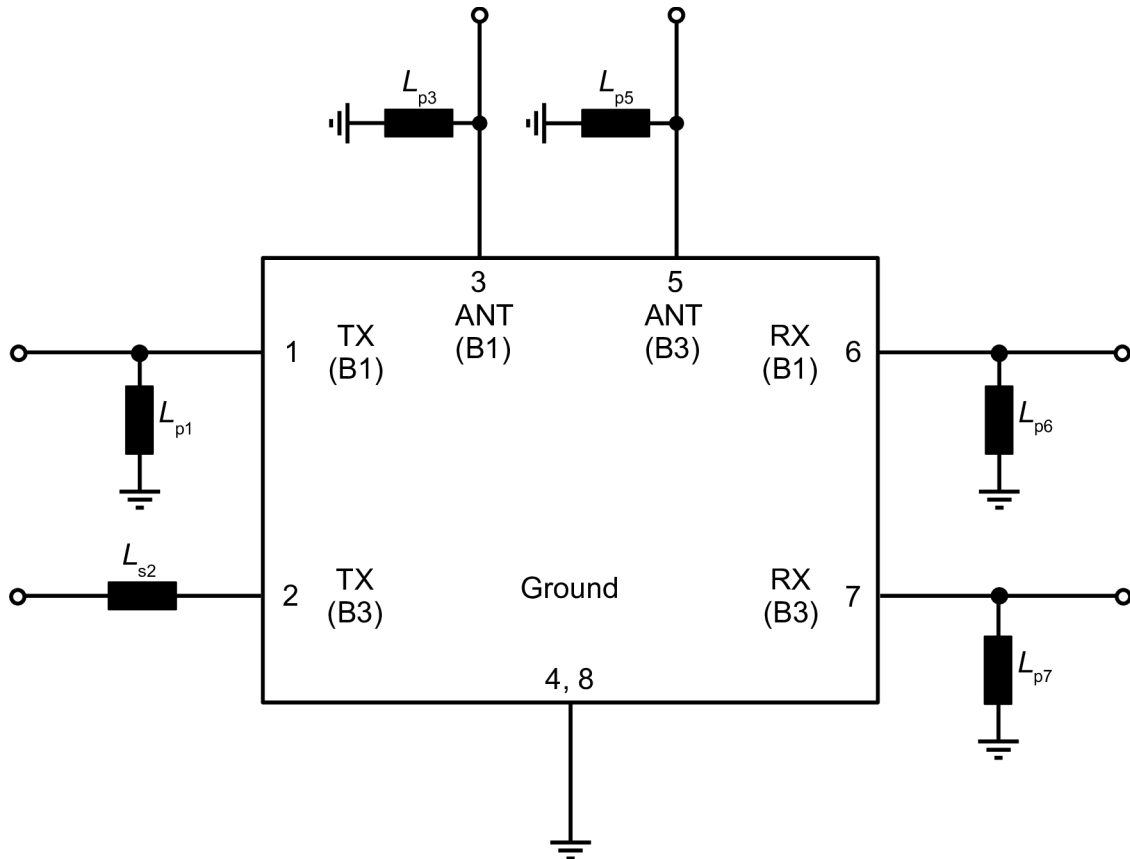 Lp3
Lp5
3
ANT
(B1)
5
ANT
(B3)
1
TX
(B1)
RX
(B1)
6
Lp1
Lp6
Ls2
2
TX
(B3)
Ground
RX
(B3)
7
Lp7
4, 8